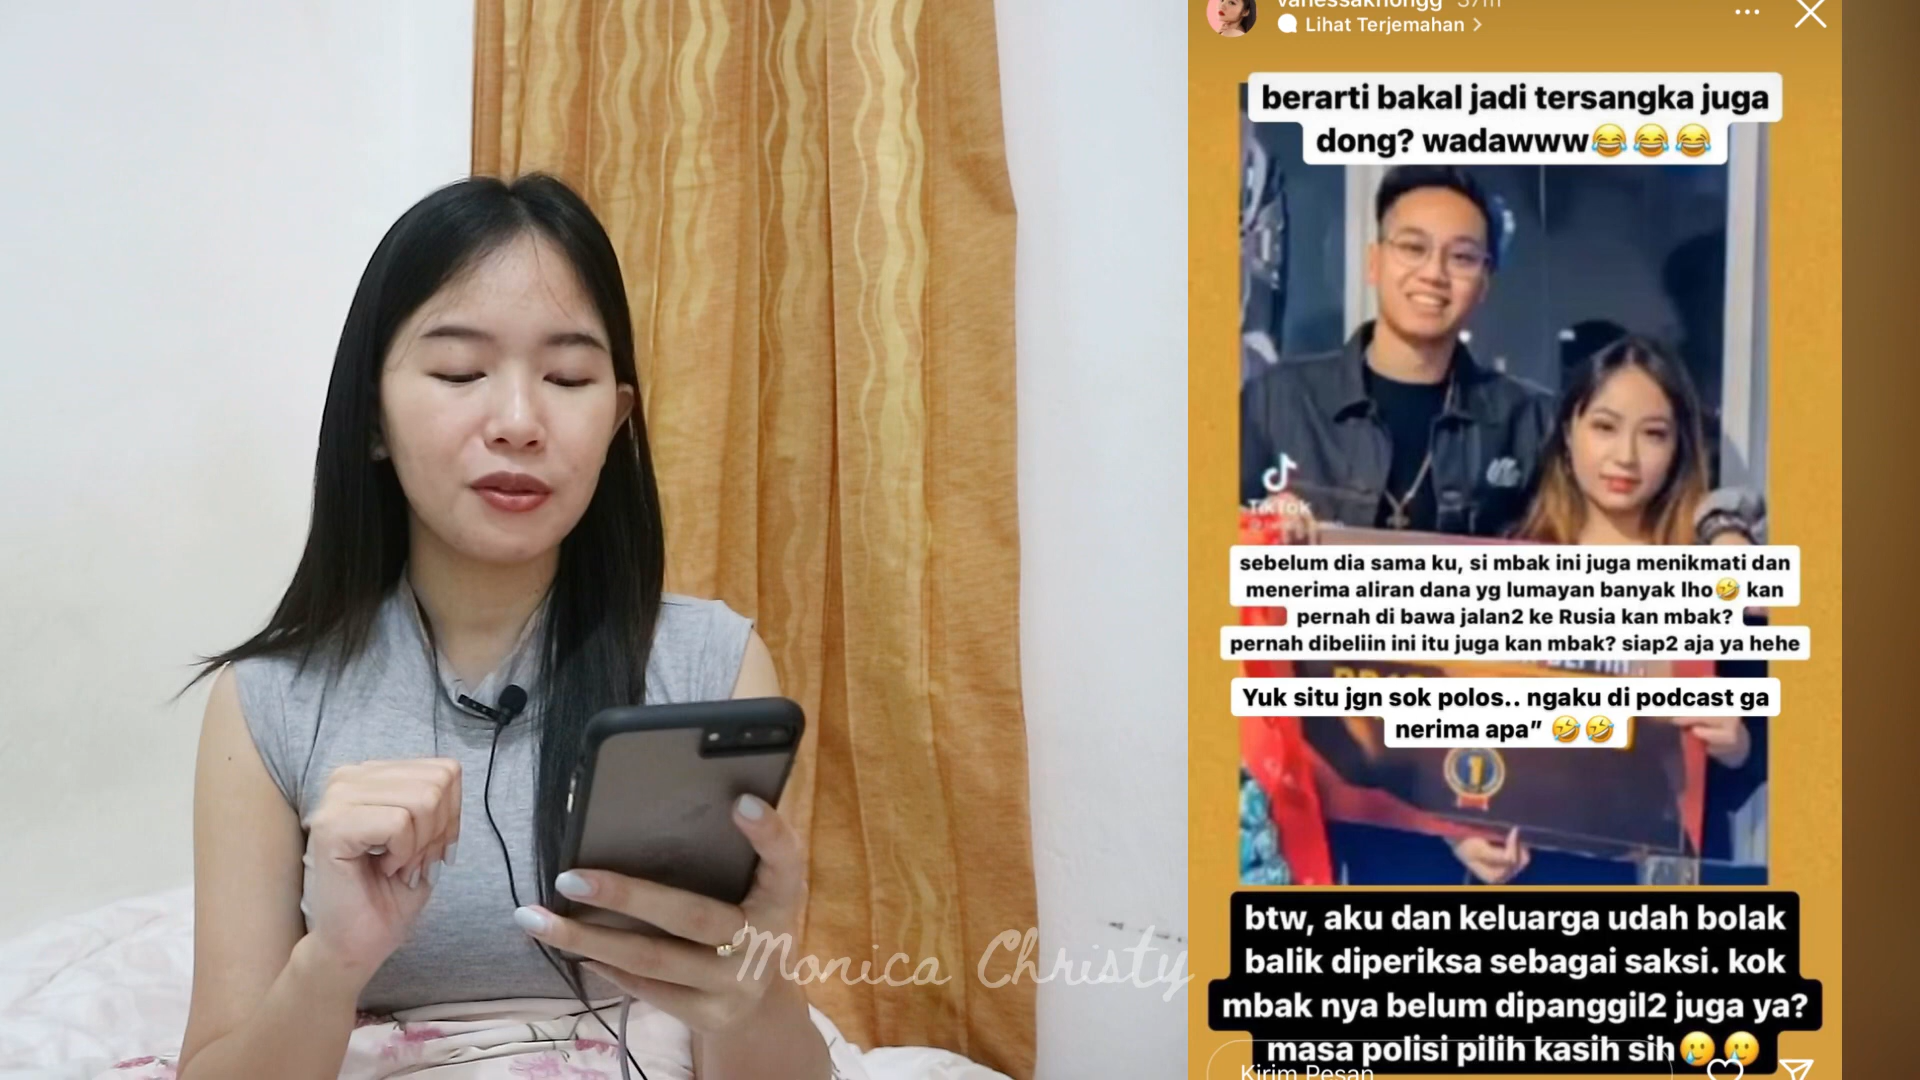 vanessakhongg 37m
Lihat Terjemahan >
berarti bakal jadi tersangka juga
dong? wadawww😂😂😂
TikTok
sebelum dia sama ku, si mbak ini juga menikmati dan
menerima aliran dana yg lumayan banyak lho🤣 kan
pernah di bawa jalan2 ke Rusia kan mbak?
pernah dibeliin ini itu juga kan mbak? siap2 aja ya hehe
Yuk situ jgn sok polos.. ngaku di podcast ga
nerima apa” 🤣🤣
1
btw, aku dan keluarga udah bolak
balik diperiksa sebagai saksi. kok
mbak nya belum dipanggil2 juga ya?
masa polisi pilih kasih sih🥲🥲
Kirim Pesan
Monica Christy